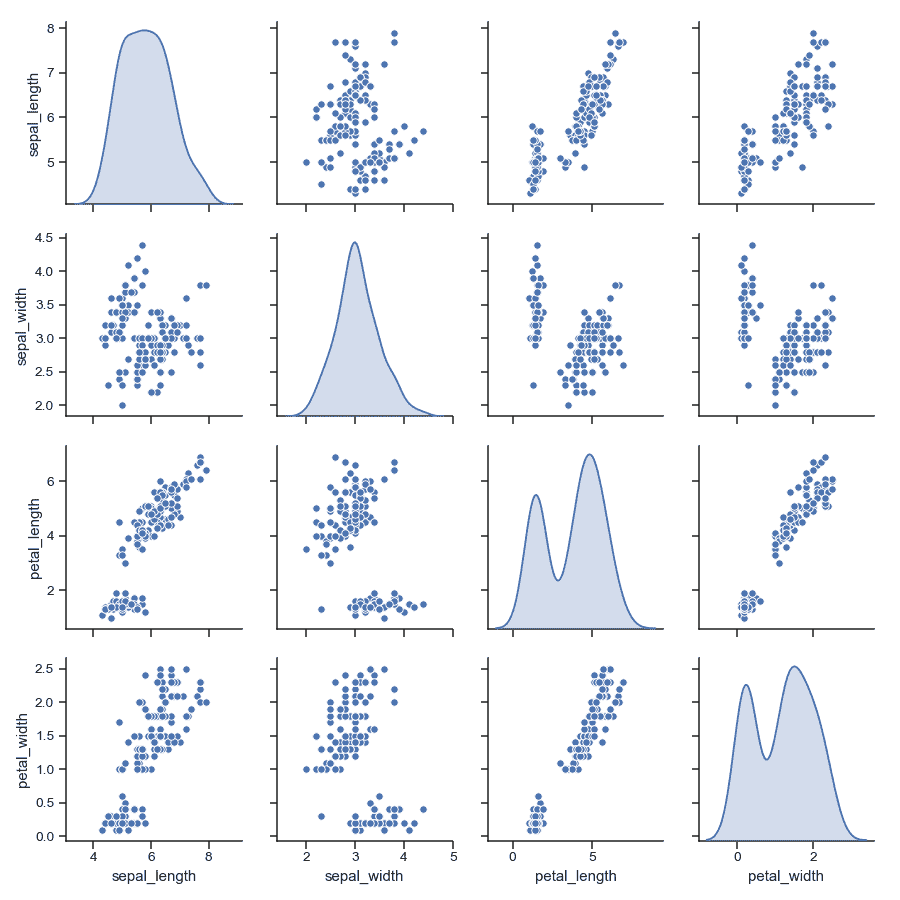 8
7
6
5
sepal_length
4.5
4.0
3.5
3.0
2.5
2.0
sepal_width
6
4
2
petal_length
2.5
2.0
1.5
1.0
0.5
0.0
petal_width
4 6 8
2 3 4 5
0 5
0 2
sepal_length
sepal_width
petal_length
petal_width